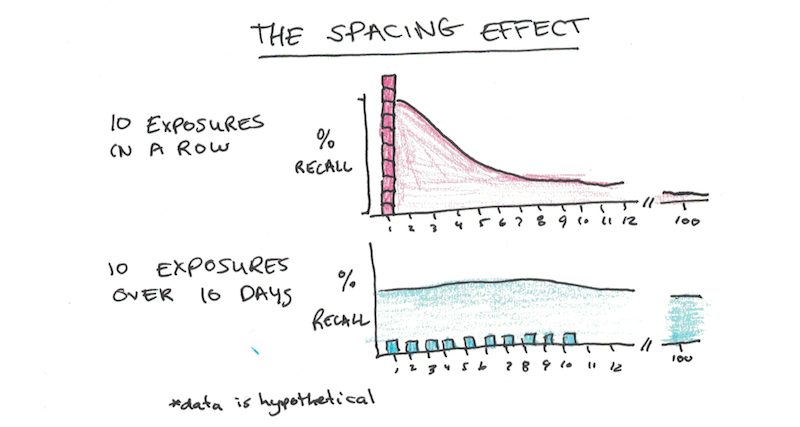 THE SPACING EFFECT
10 EXPOSURES
IN A ROW
%
RECALL
1 2 3 4 5 6 7 8 9 10 11 12 // 100
10 EXPOSURES
OVER 10 DAYS
%
RECALL
1 2 3 4 5 6 7 8 9 10 11 12 // 100
*data is hypothetical